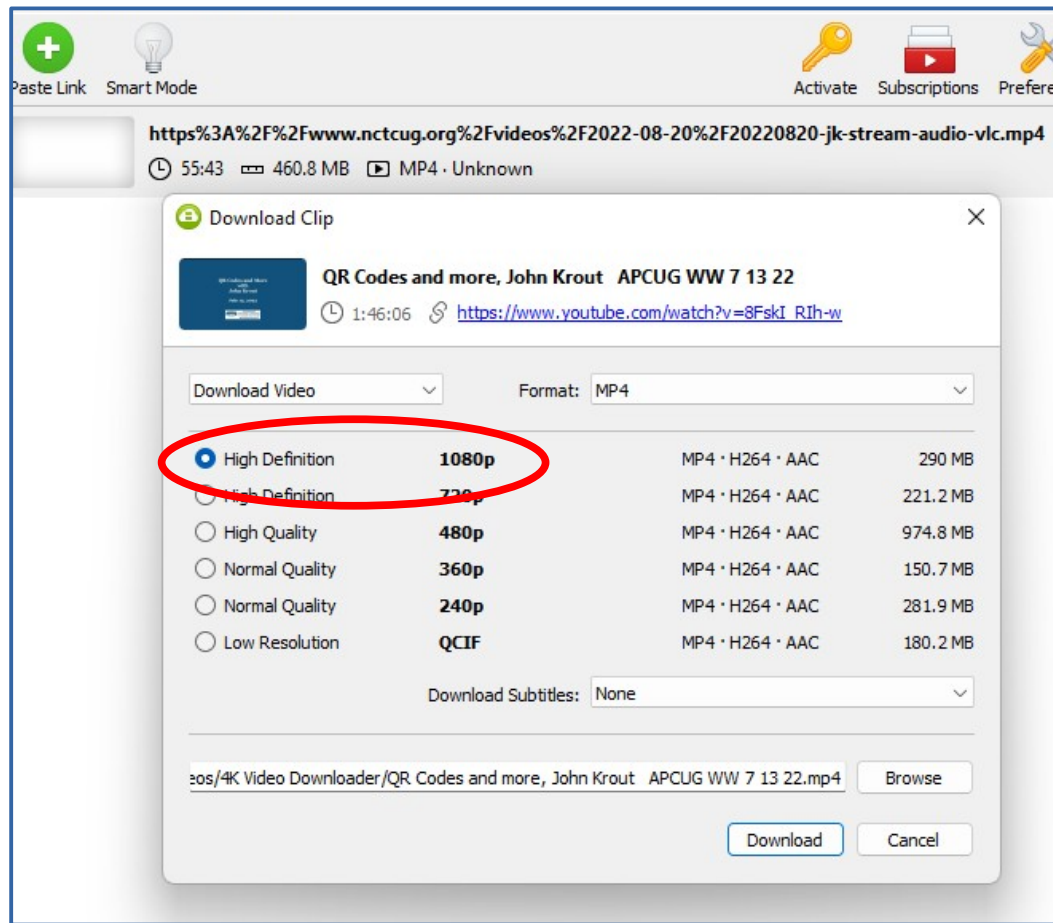 Paste Link Smart Mode Activate Subscriptions
https%3A%2F%2Fwww.nctcug.org%2Fvideos%2F2022-08-20%2F20220820-jk-stream-audio-vlc.mp4
55:43 460.8 MB MP4 · Unknown
Download Clip
QR Codes and more, John Krout APCUG WW 7 13 22
1:46:06 https://www.youtube.com/watch?v=8FskI_RIh-w
Download Video Format: MP4
High Definition 1080p MP4 · H264 · AAC 290 MB
High Definition 720p MP4 · H264 · AAC 221.2 MB
High Quality 480p MP4 · H264 · AAC 974.8 MB
Normal Quality 360p MP4 · H264 · AAC 150.7 MB
Normal Quality 240p MP4 · H264 · AAC 281.9 MB
Low Resolution QCIF MP4 · H264 · AAC 180.2 MB
Download Subtitles: None
eos/4K Video Downloader/QR Codes and more, John Krout APCUG WW 7 13 22.mp4 Browse
Download Cancel